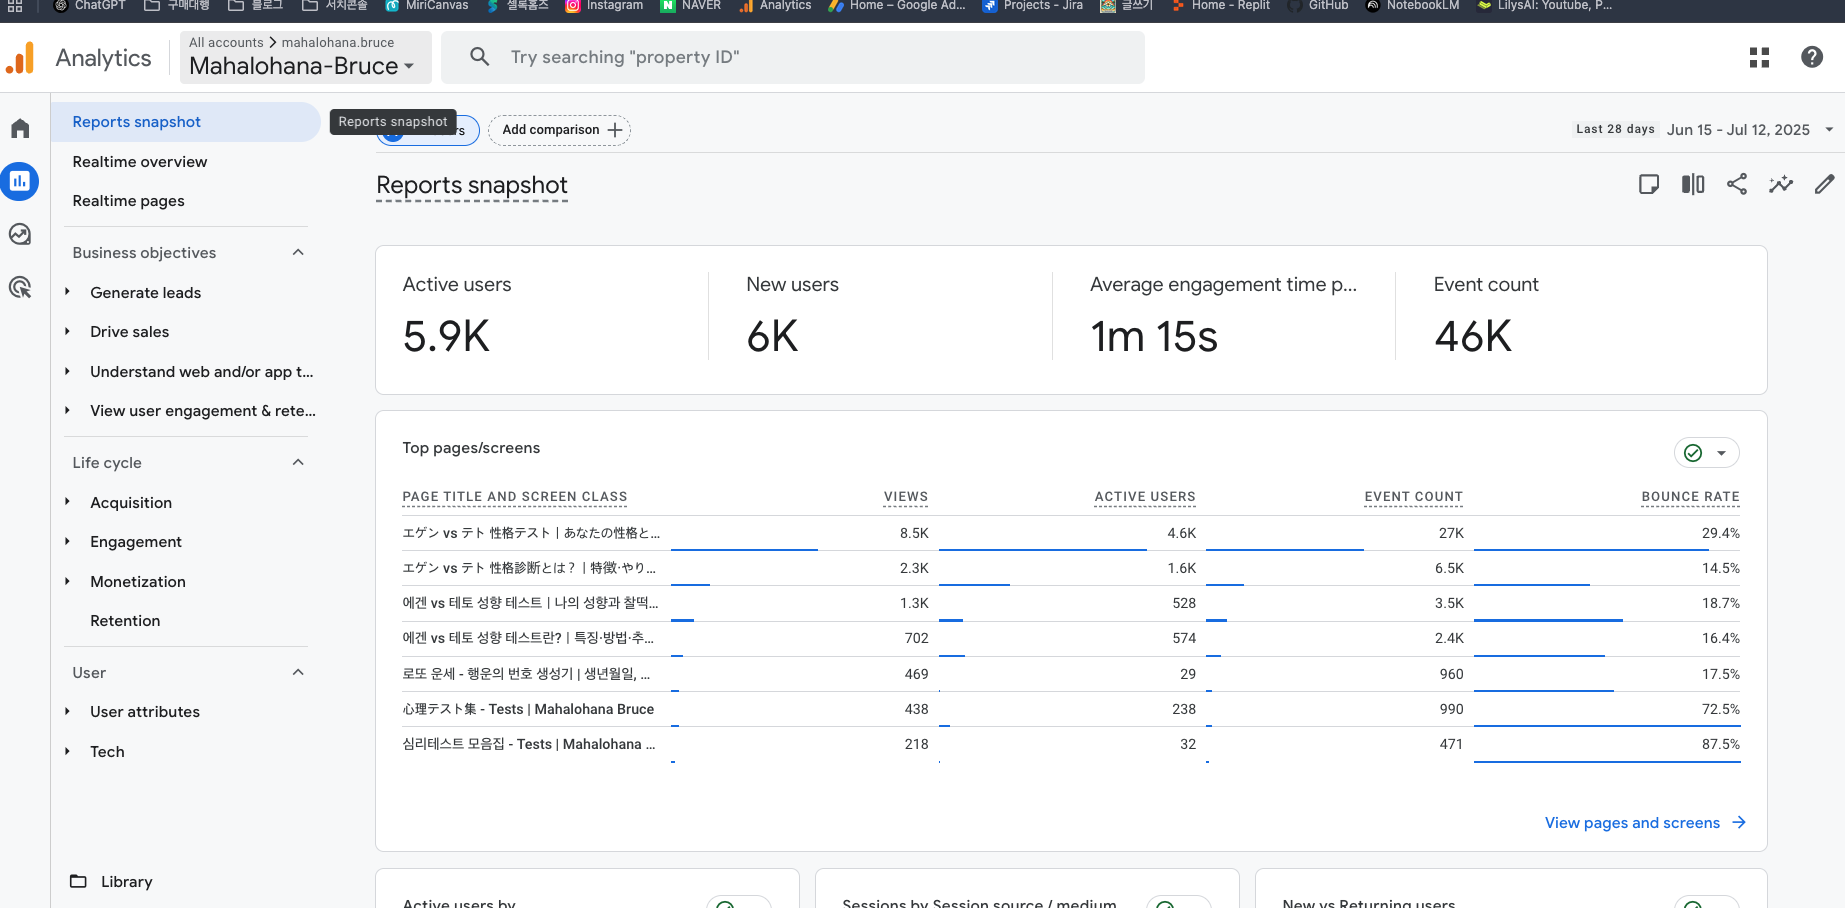 ChatGPT 구매대행 블로그 서치콘솔 MiriCanvas 셀록홈즈 Instagram NAVER Analytics Home – Google Ad... Projects - Jira 글쓰기 Home - Replit GitHub NotebookLM LilysAI: Youtube, P...
Analytics
All accounts > mahalohana.bruce
Mahalohana-Bruce
Try searching "property ID"
Reports snapshot
Realtime overview
Realtime pages
Business objectives
Generate leads
Drive sales
Understand web and/or app t...
View user engagement & rete...
Life cycle
Acquisition
Engagement
Monetization
Retention
User
User attributes
Tech
Library
Reports snapshot
Add comparison
Last 28 days Jun 15 - Jul 12, 2025
Reports snapshot
Active users
5.9K
New users
6K
Average engagement time p...
1m 15s
Event count
46K
Top pages/screens
PAGE TITLE AND SCREEN CLASS VIEWS ACTIVE USERS EVENT COUNT BOUNCE RATE
エゲン vs テト 性格テスト | あなたの性格と... 8.5K 4.6K 27K 29.4%
エゲン vs テト 性格診断とは？ | 特徴·やり... 2.3K 1.6K 6.5K 14.5%
에겐 vs 테토 성향 테스트 | 나의 성향과 찰떡... 1.3K 528 3.5K 18.7%
에겐 vs 테토 성향 테스트란? | 특징·방법·추... 702 574 2.4K 16.4%
로또 운세 - 행운의 번호 생성기 | 생년월일, ... 469 29 960 17.5%
心理テスト集 - Tests | Mahalohana Bruce 438 238 990 72.5%
심리테스트 모음집 - Tests | Mahalohana ... 218 32 471 87.5%
View pages and screens
Active users by
Sessions by Session source / medium
New vs Returning users